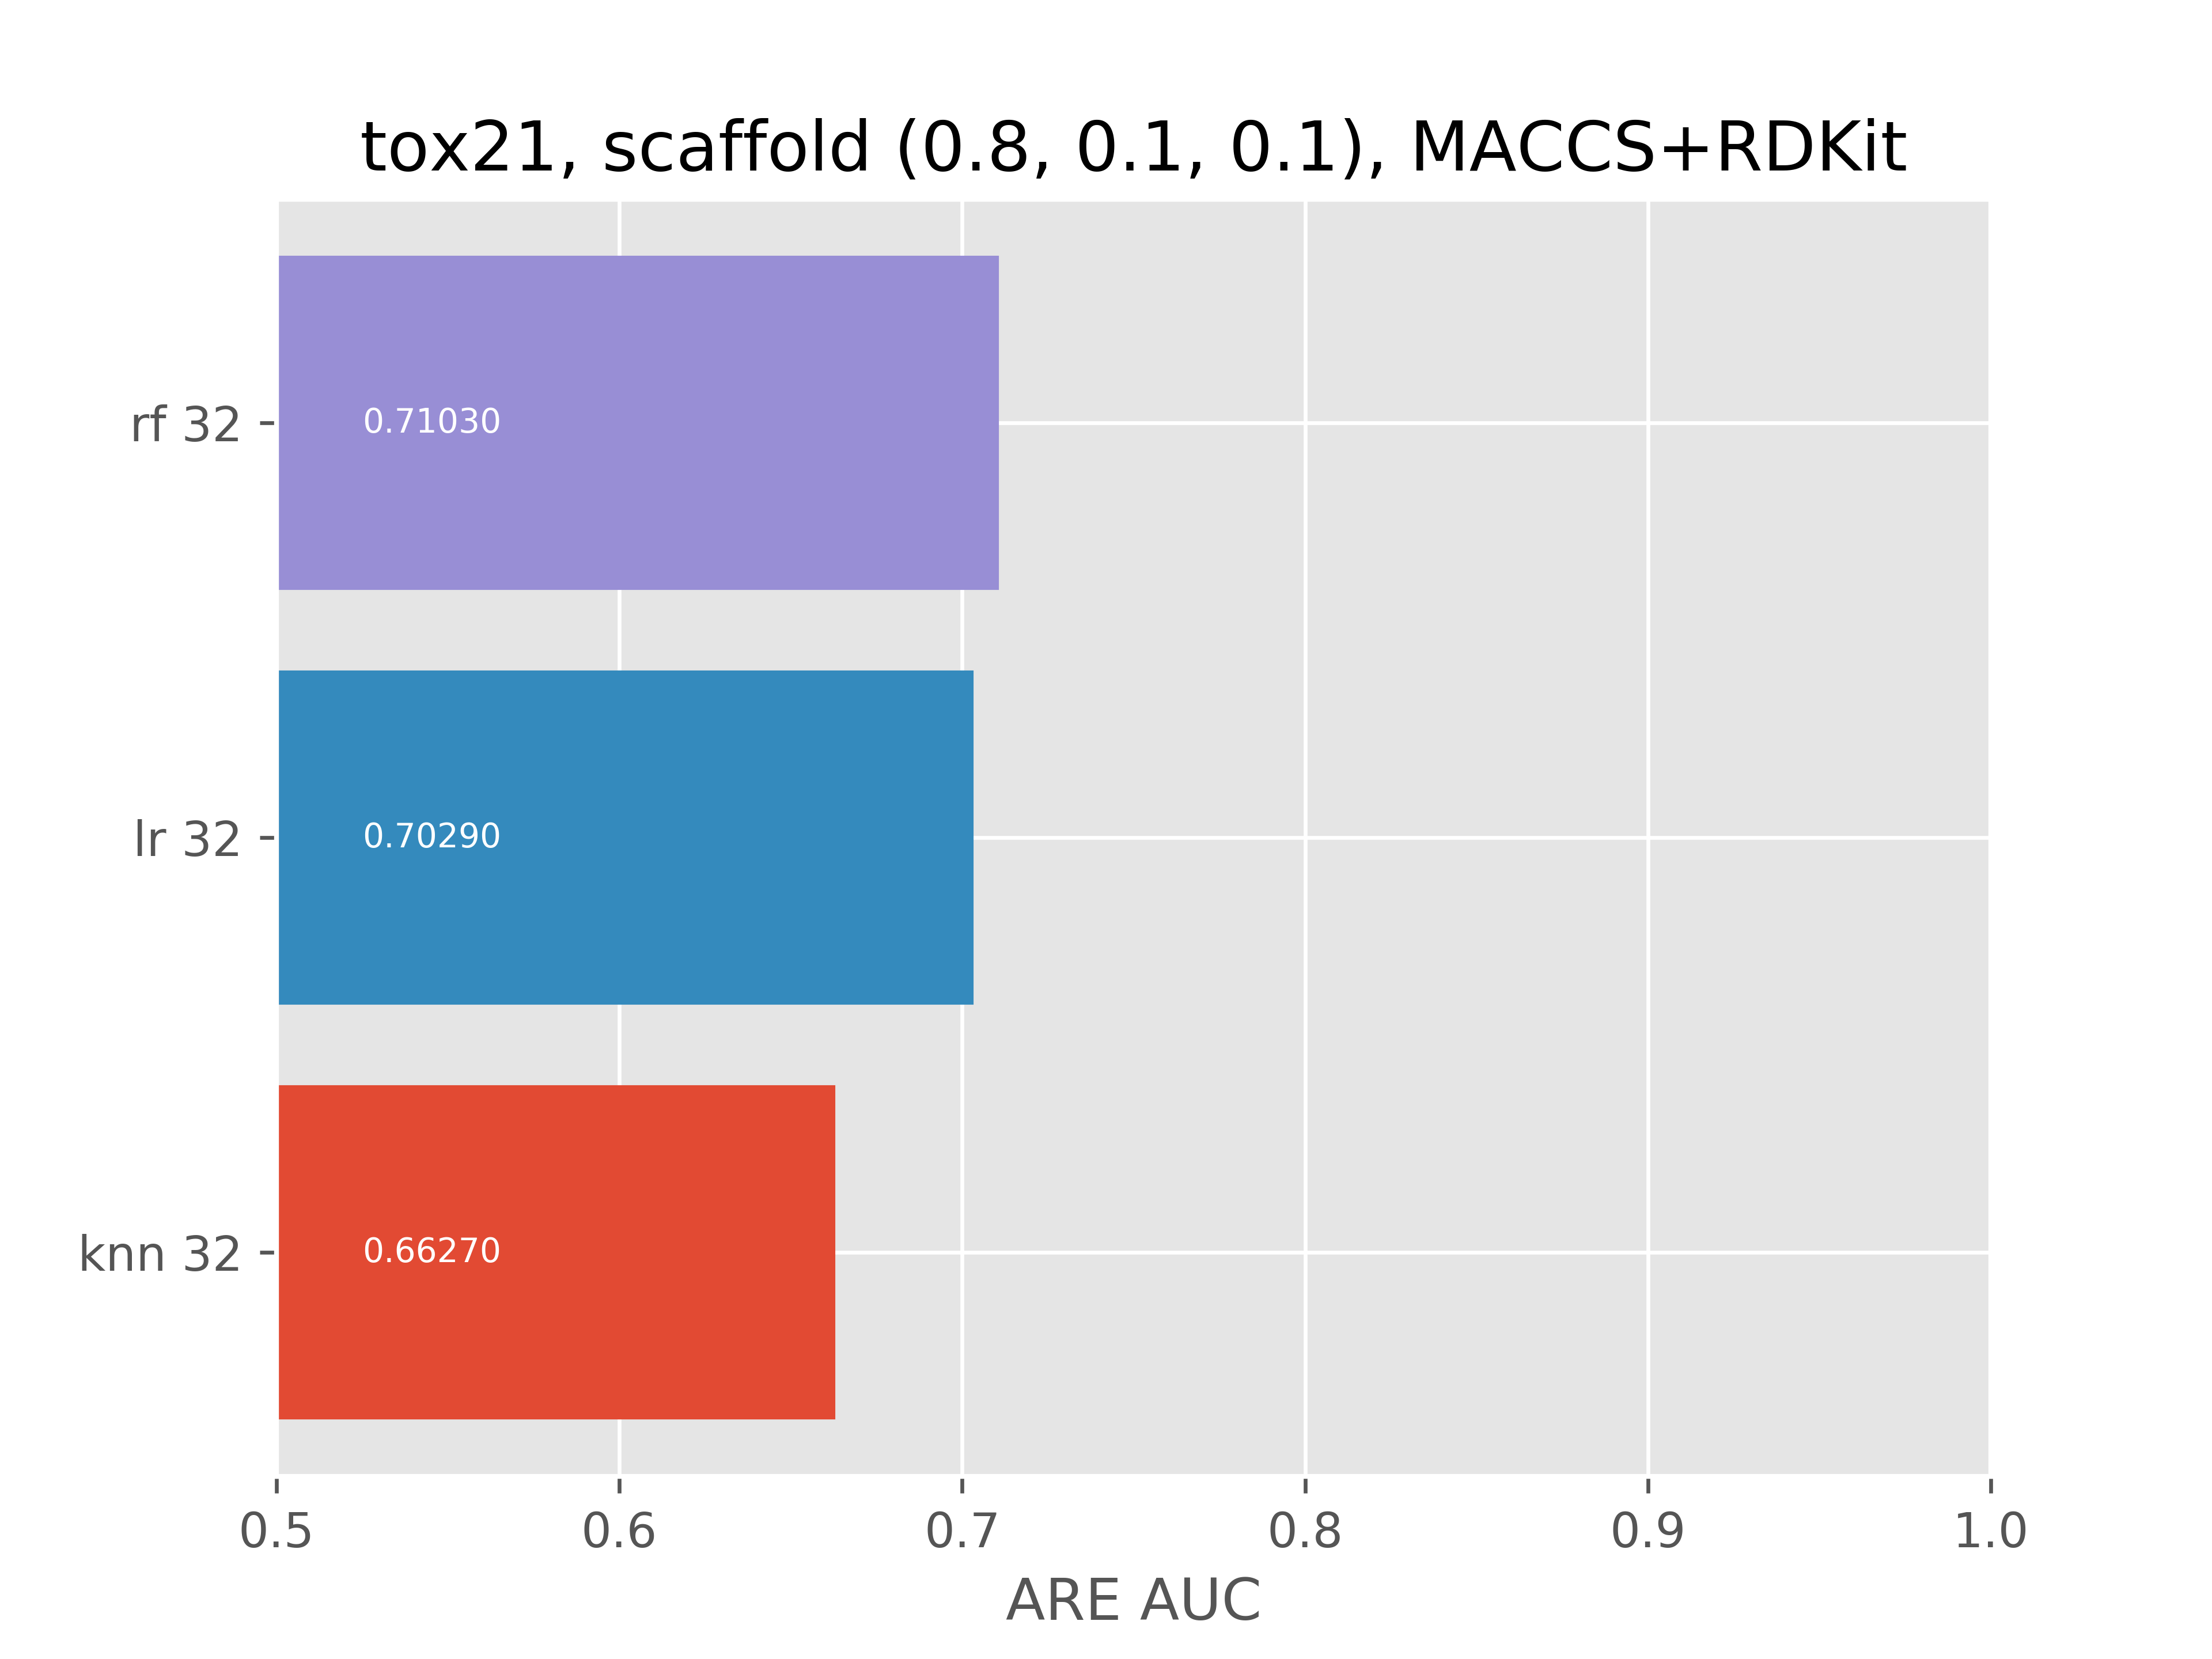 tox21, scaffold (0.8, 0.1, 0.1), MACCS+RDKit
rf 32
0.71030
lr 32
0.70290
knn 32
0.66270
0.5 0.6 0.7 0.8 0.9 1.0
ARE AUC